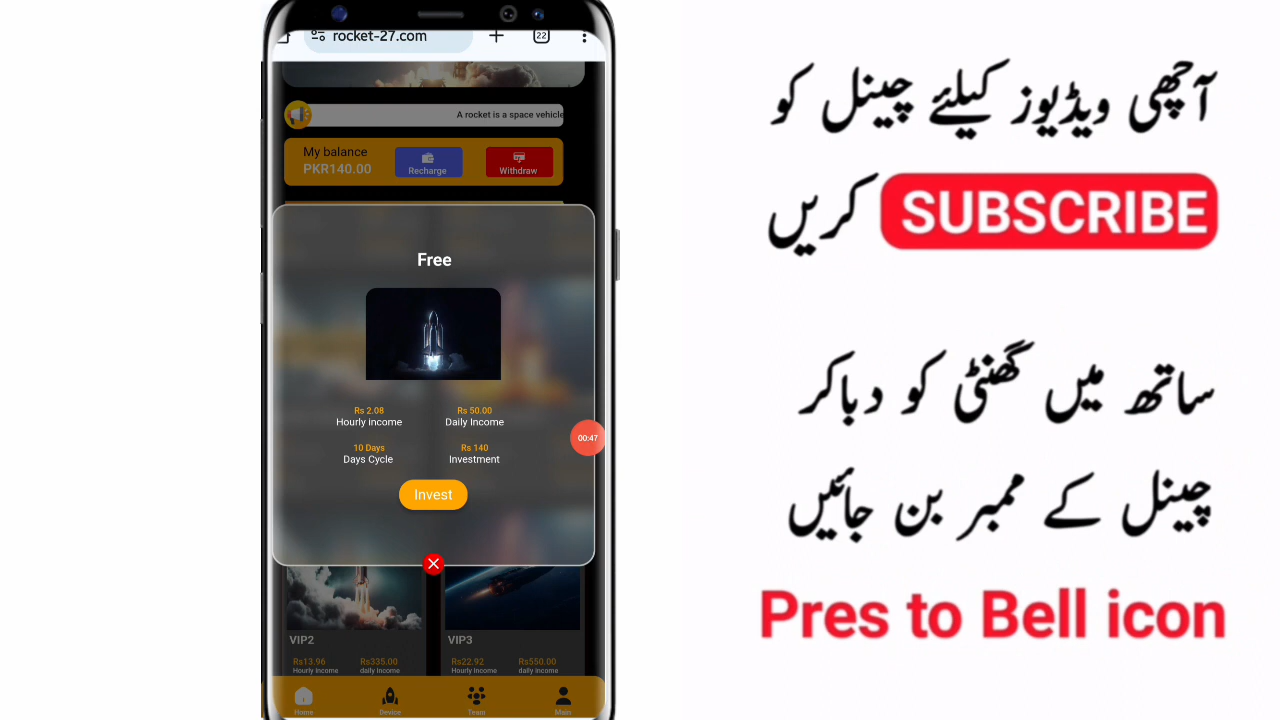 rocket-27.com
22
A rocket is a space vehicle
My balance
PKR140.00
Recharge
Withdraw
Free
Rs 2.08
Hourly income
Rs 50.00
Daily Income
10 Days
Days Cycle
Rs 140
Investment
00:47
Invest
VIP2
Rs13.96
Hourly Income
Rs335.00
daily Income
VIP3
Rs22.92
Hourly Income
Rs550.00
daily income
Home
Device
Team
Main
آچھی ویڈیوز کیلئے چینل کو
SUBSCRIBE کریں
ساتھ میں گھنٹی کو دباکر
چینل کے ممبر بن جائیں
Pres to Bell icon